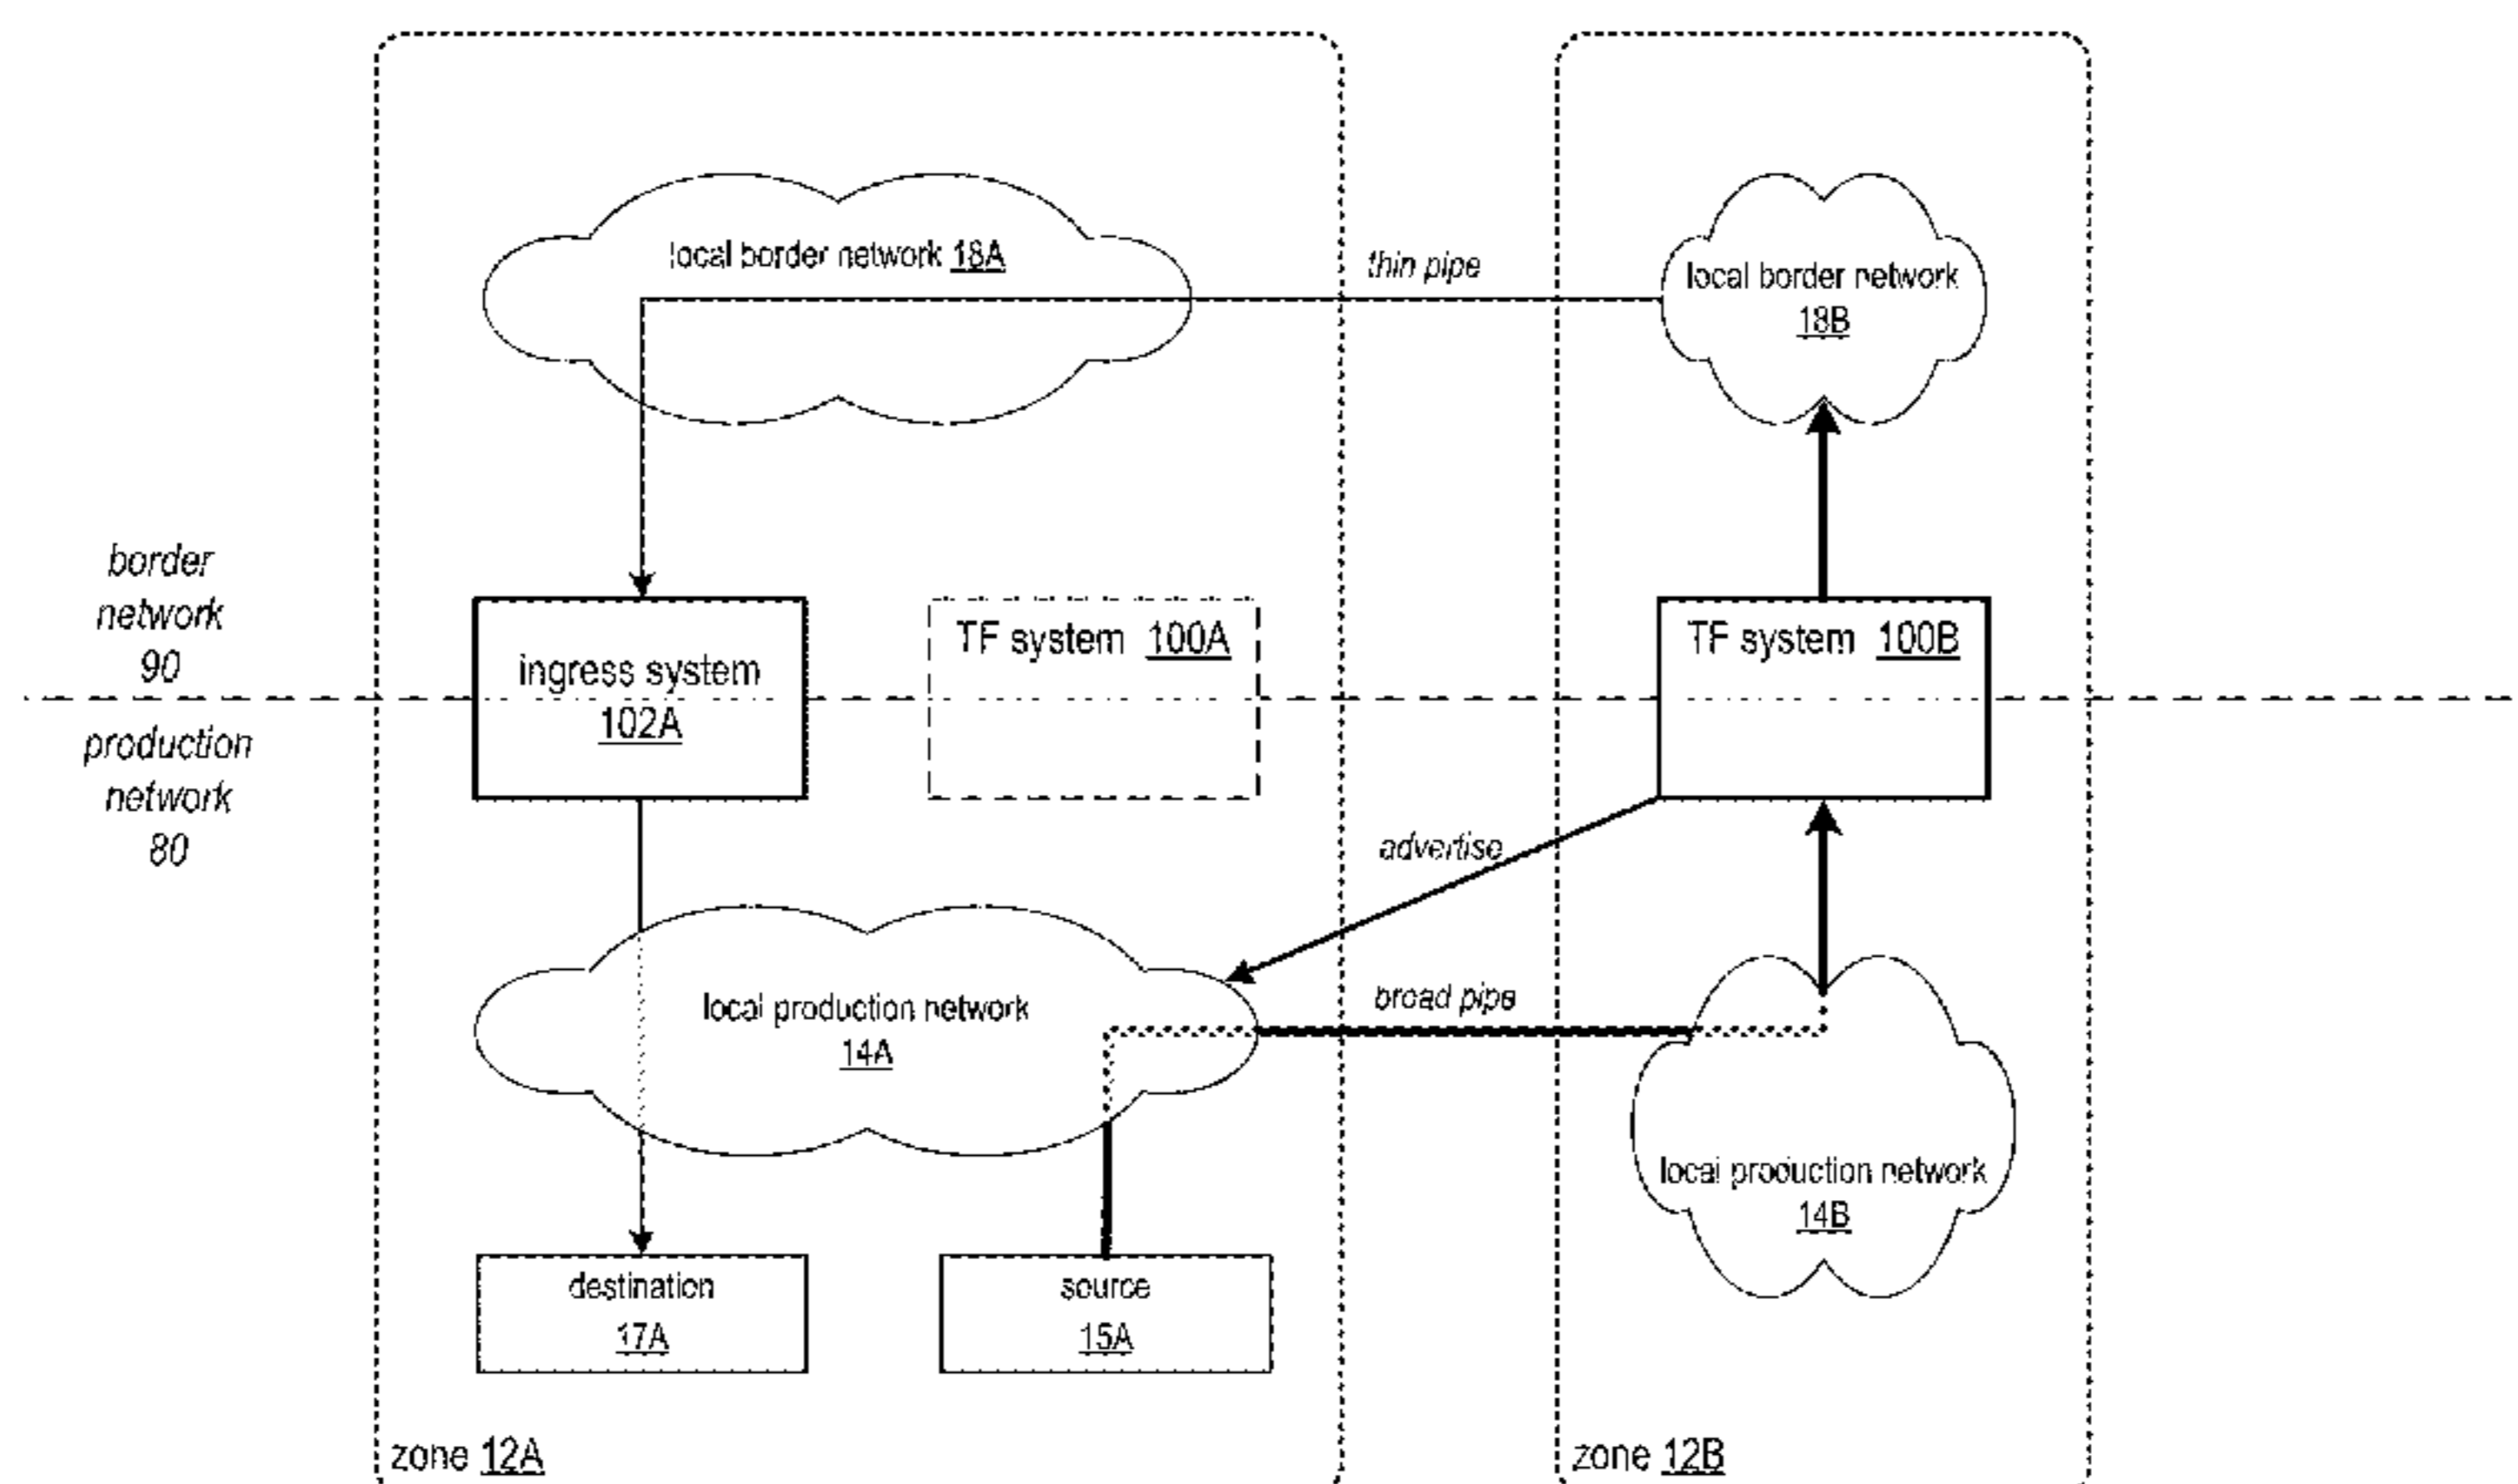 local border network 18A
thin pipe
local border network
18B
border
network
90
production
network
80
ingress system
102A
TF system 100A
TF system 100B
advertise
local production network
14A
broad pipe
local production network
14B
destination
17A
source
15A
zone 12A
zone 12B